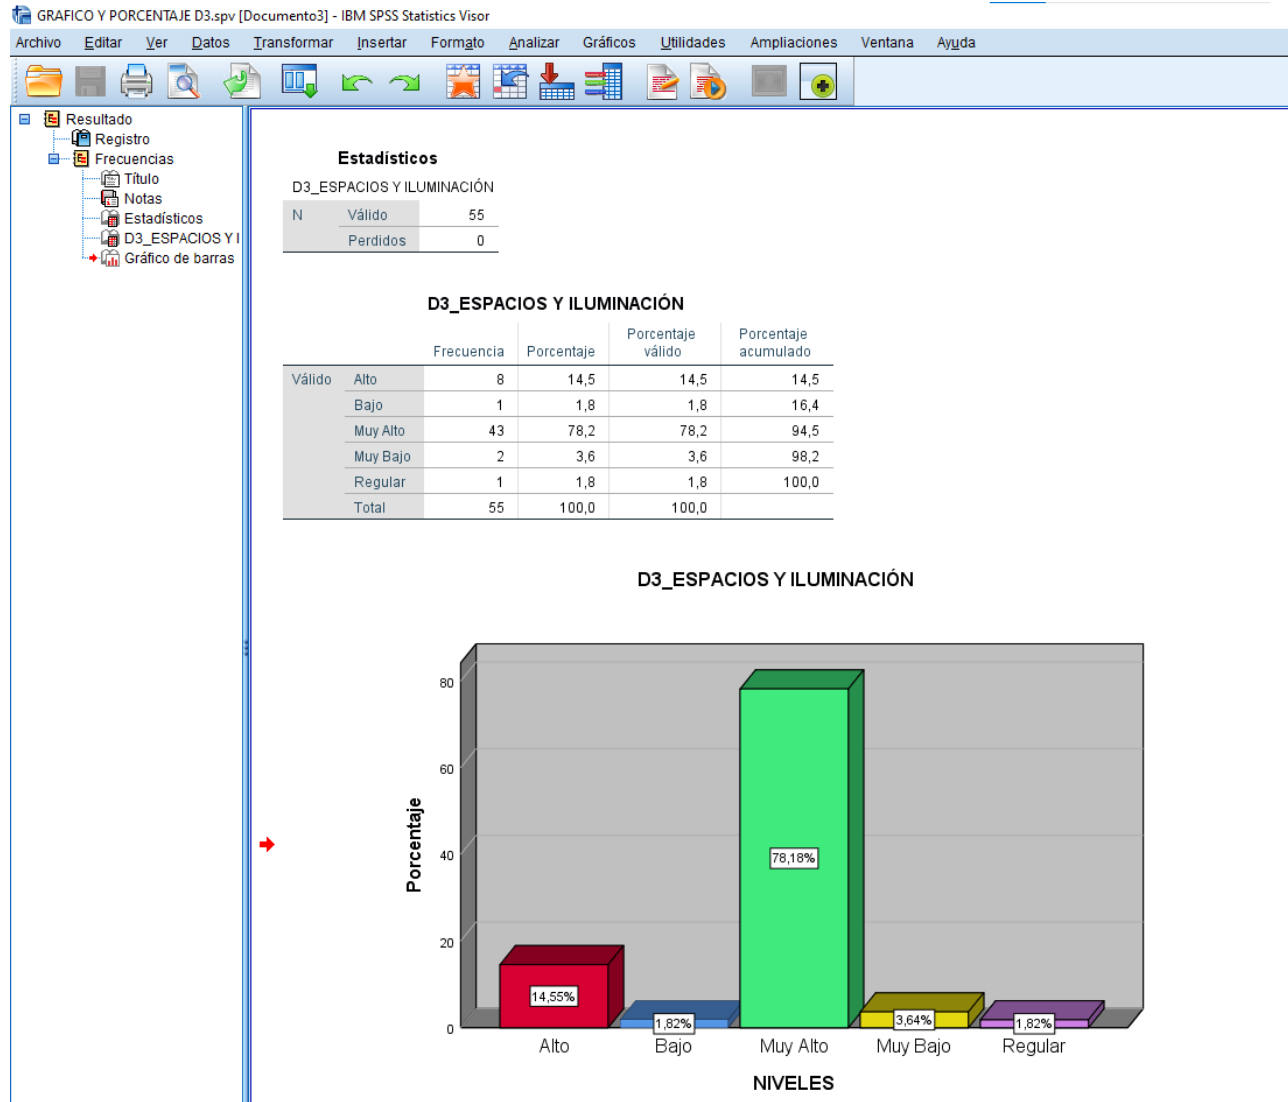 GRAFICO Y PORCENTAJE D3.spv [Documento3] - IBM SPSS Statistics Visor
Archivo Editar Ver Datos Transformar Insertar Formato Analizar Gráficos Utilidades Ampliaciones Ventana Ayuda
Resultado
Registro
Frecuencias
Título
Notas
Estadísticos
D3_ESPACIOS Y I
Gráfico de barras
Estadísticos
D3_ESPACIOS Y ILUMINACIÓN
N Válido 55
Perdidos 0
D3_ESPACIOS Y ILUMINACIÓN
Frecuencia Porcentaje Porcentaje válido Porcentaje acumulado
Válido Alto 8 14,5 14,5 14,5
Bajo 1 1,8 1,8 16,4
Muy Alto 43 78,2 78,2 94,5
Muy Bajo 2 3,6 3,6 98,2
Regular 1 1,8 1,8 100,0
Total 55 100,0 100,0
D3_ESPACIOS Y ILUMINACIÓN
Porcentaje
80
60
40
20
0
14,55%
1,82%
78,18%
3,64%
1,82%
Alto Bajo Muy Alto Muy Bajo Regular
NIVELES